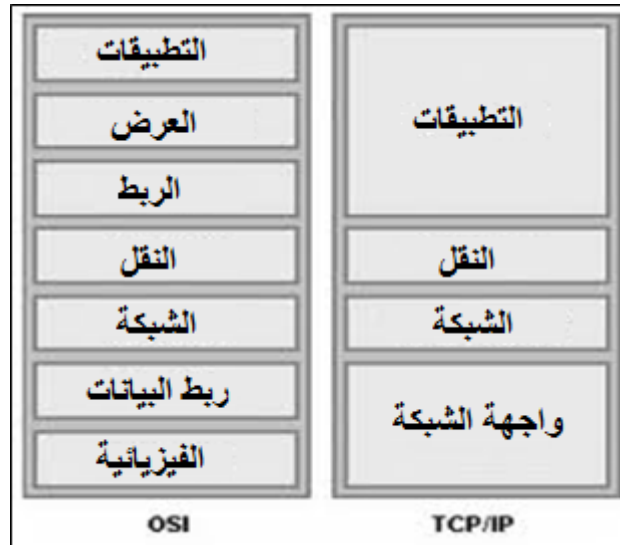 التطبيقات
العرض
الربط
النقل
الشبكة
ربط البيانات
الفيزيائية
OSI
التطبيقات
النقل
الشبكة
واجهة الشبكة
TCP/IP